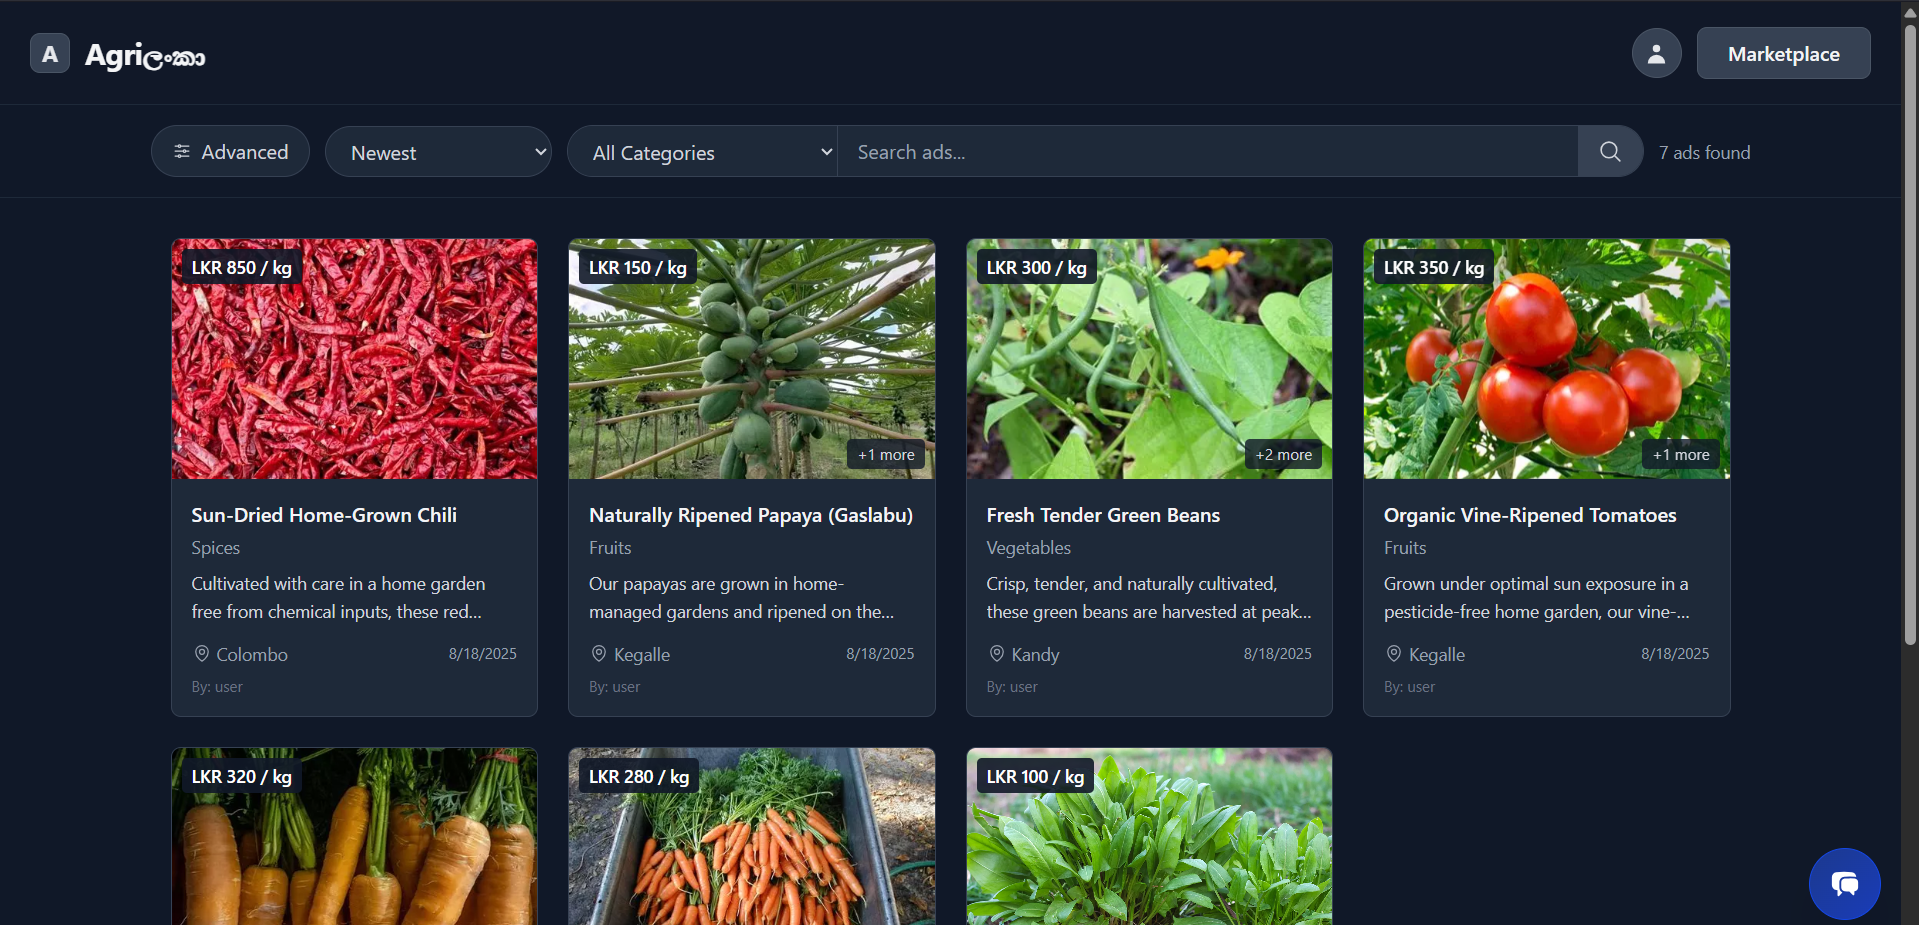 A
Agriලංකා
Marketplace
Advanced
Newest
All Categories
Search ads...
7 ads found
LKR 850 / kg
Sun-Dried Home-Grown Chili
Spices
Cultivated with care in a home garden
free from chemical inputs, these red...
Colombo
8/18/2025
By: user
LKR 150 / kg
+1 more
Naturally Ripened Papaya (Gaslabu)
Fruits
Our papayas are grown in home-
managed gardens and ripened on the...
Kegalle
8/18/2025
By: user
LKR 300 / kg
+2 more
Fresh Tender Green Beans
Vegetables
Crisp, tender, and naturally cultivated,
these green beans are harvested at peak...
Kandy
8/18/2025
By: user
LKR 350 / kg
+1 more
Organic Vine-Ripened Tomatoes
Fruits
Grown under optimal sun exposure in a
pesticide-free home garden, our vine-...
Kegalle
8/18/2025
By: user
LKR 320 / kg
LKR 280 / kg
LKR 100 / kg